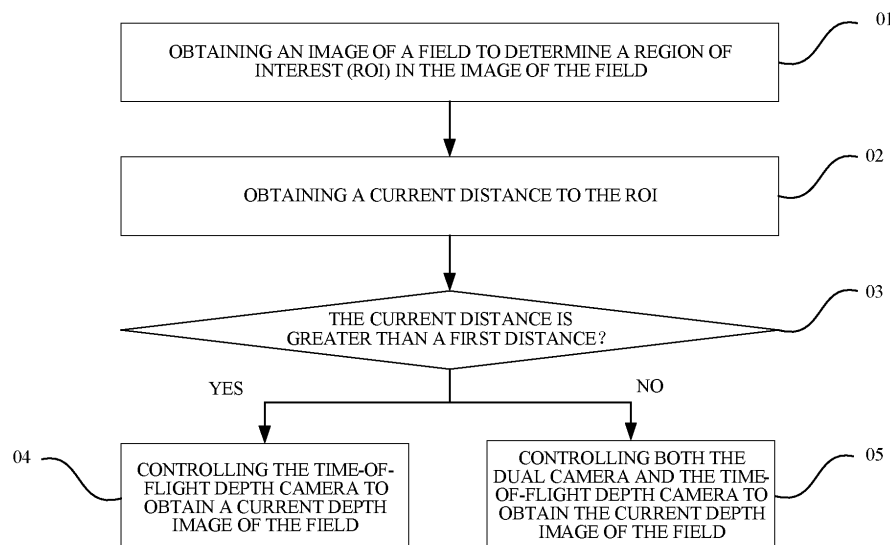 01
OBTAINING AN IMAGE OF A FIELD TO DETERMINE A REGION OF
INTEREST (ROI) IN THE IMAGE OF THE FIELD
02
OBTAINING A CURRENT DISTANCE TO THE ROI
03
THE CURRENT DISTANCE IS
GREATER THAN A FIRST DISTANCE?
YES
NO
04
CONTROLLING THE TIME-OF-
FLIGHT DEPTH CAMERA TO
OBTAIN A CURRENT DEPTH
IMAGE OF THE FIELD
05
CONTROLLING BOTH THE
DUAL CAMERA AND THE TIME-
OF-FLIGHT DEPTH CAMERA TO
OBTAIN THE CURRENT DEPTH
IMAGE OF THE FIELD